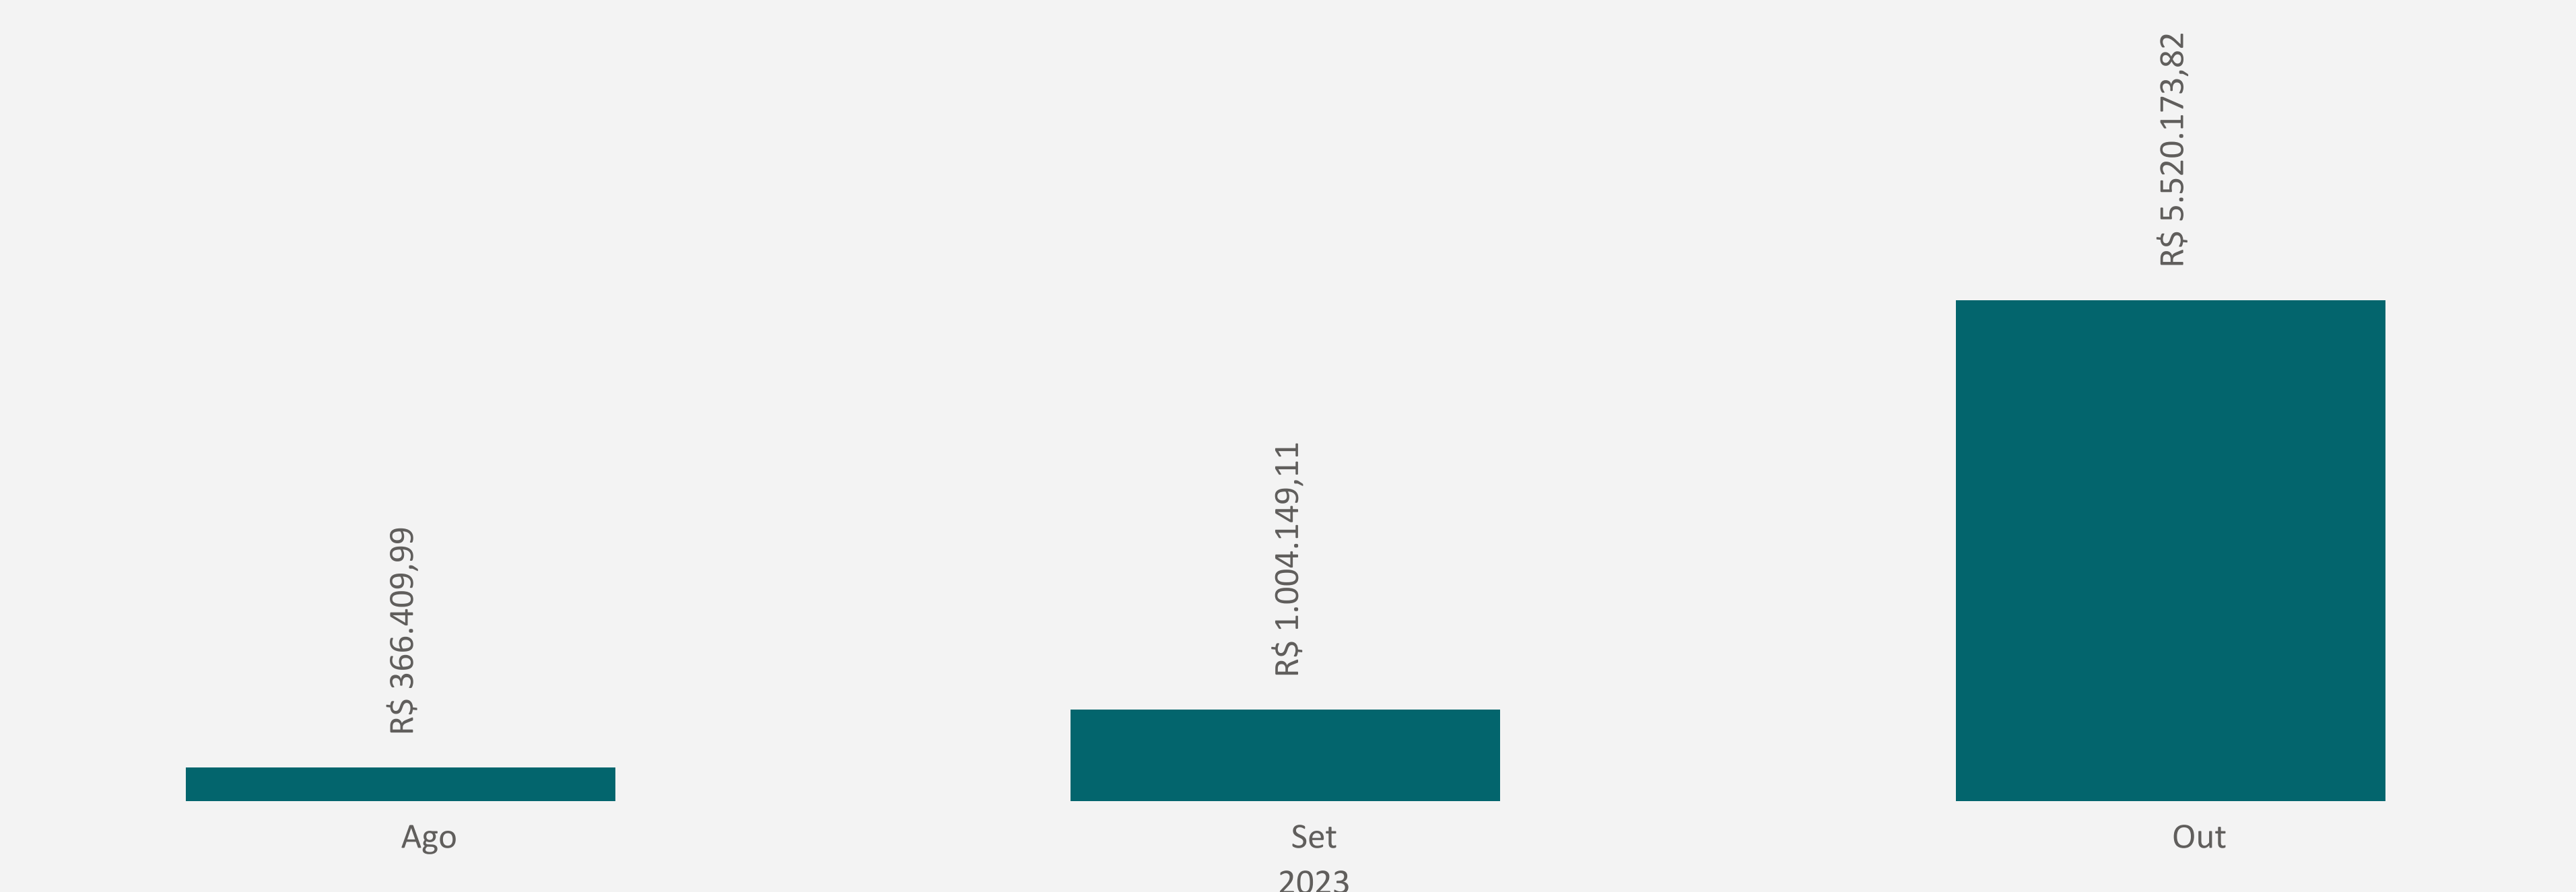 R$ 366.409,99
R$ 1.004.149,11
R$ 5.520.173,82
Ago
Set
Out
2023